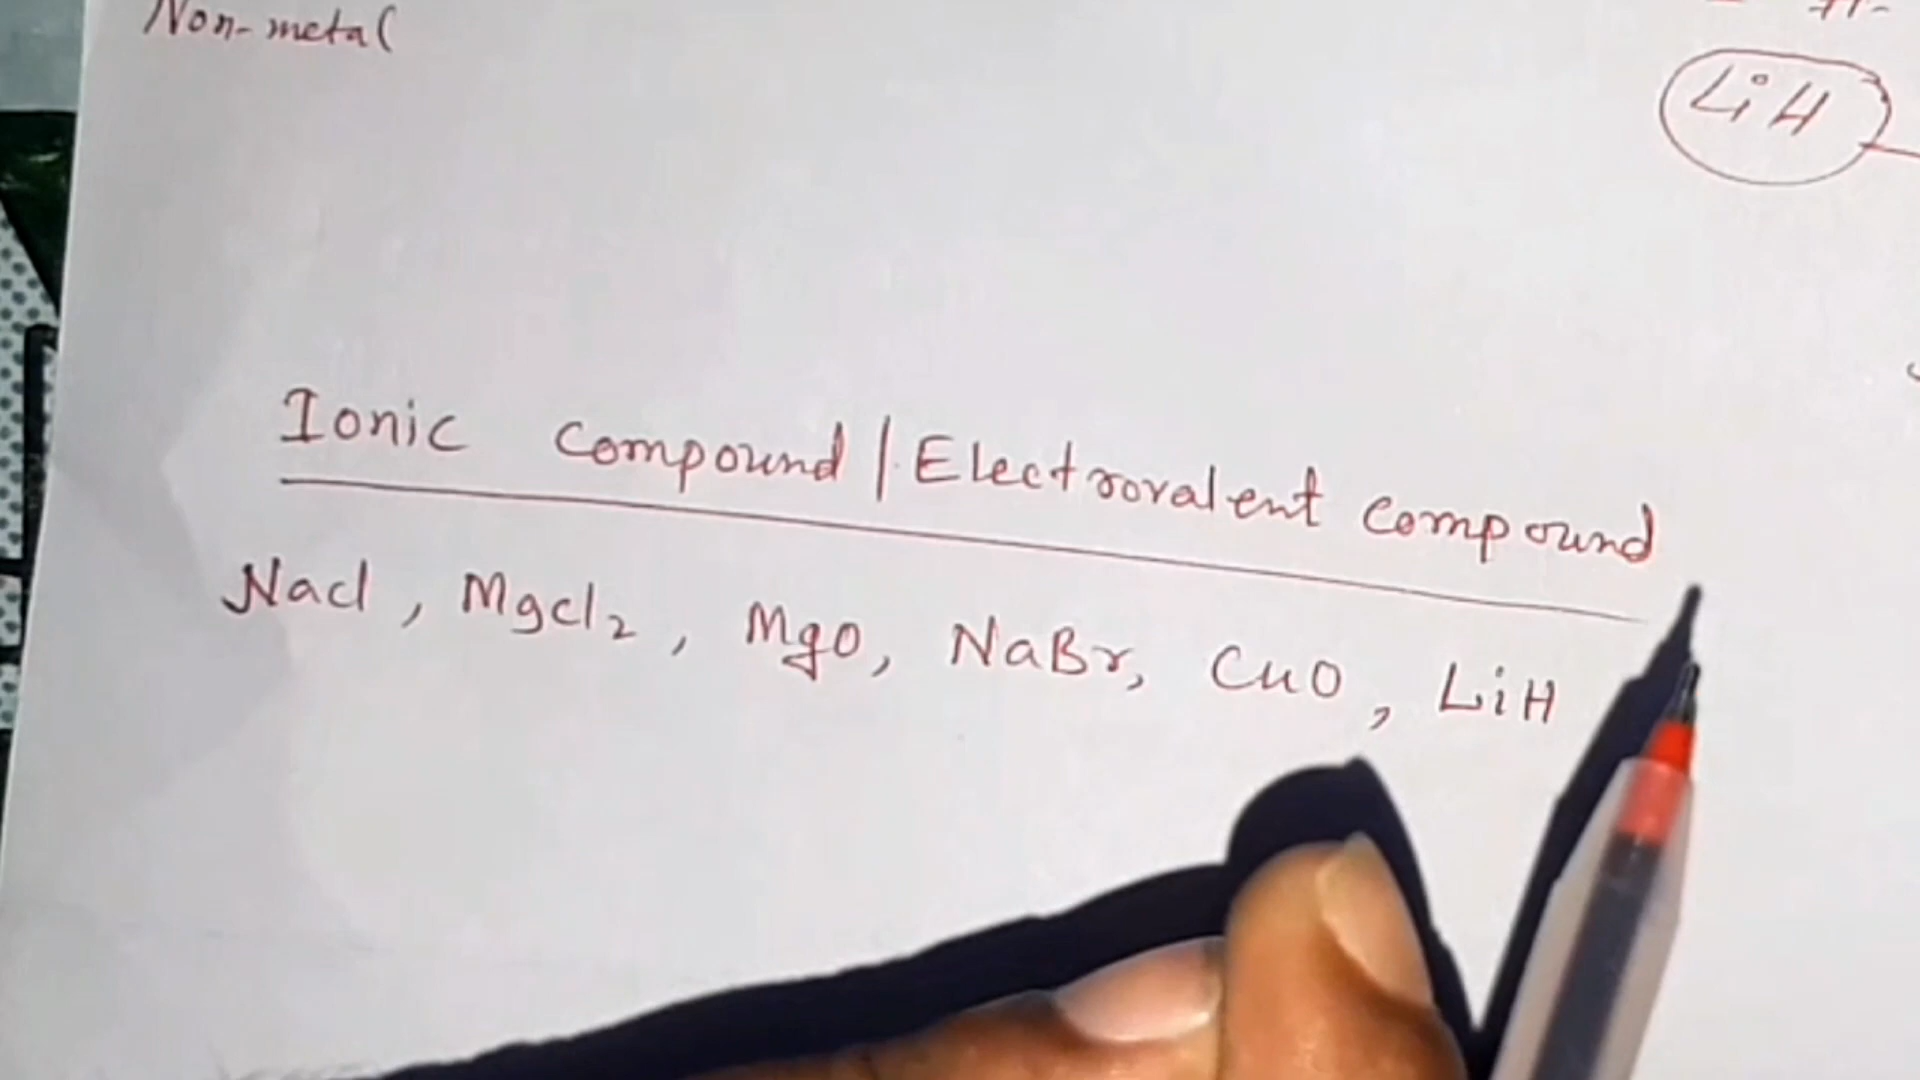 Non-metal
LiH
Ionic Compound / Electrovalent Compound
Nacl, Mgcl₂, MgO, NaBr, CuO, LiH